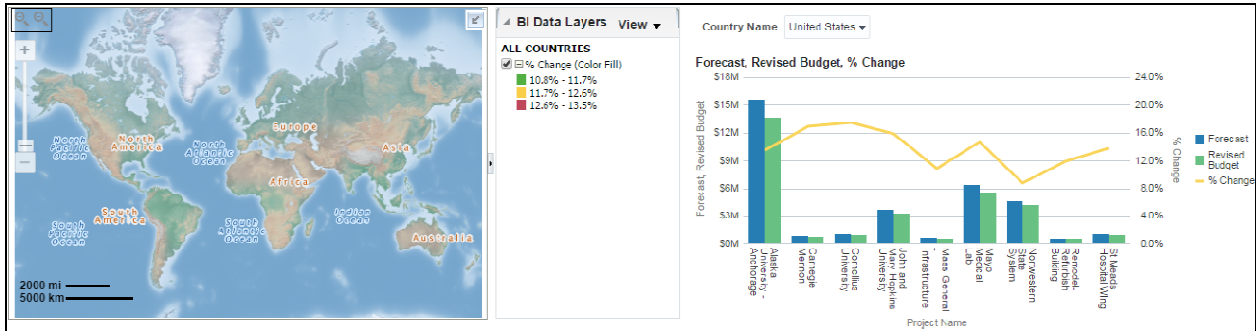 North
Pacific
Ocean
North
America
North
Atlantic
Ocean
Europe
Asia
Africa
South
Pacific
Ocean
South
America
South
Atlantic
Ocean
Indian
Ocean
Australia
2000 mi
5000 km
BI Data Layers View
ALL COUNTRIES
% Change (Color Fill)
10.8% - 11.7%
11.7% - 12.6%
12.6% - 13.5%
Country Name United States
Forecast, Revised Budget, % Change
Forecast, Revised Budget
$18M
$15M
$12M
$9M
$6M
$3M
$0M
24.0%
20.0%
16.0%
12.0%
8.0%
4.0%
0.0%
% Change
Forecast
Revised
Budget
% Change
Alaska
University -
Anchorage
Carnegie
Memon
Cornelius
University
John and
Mary Hopkins
University
Mass General
-
Infrastructure
Mayo
Medical
Lab
Norwestern
State
System
Remodel-
Refurbish
Building
St Meads
Hospital Wing
Project Name